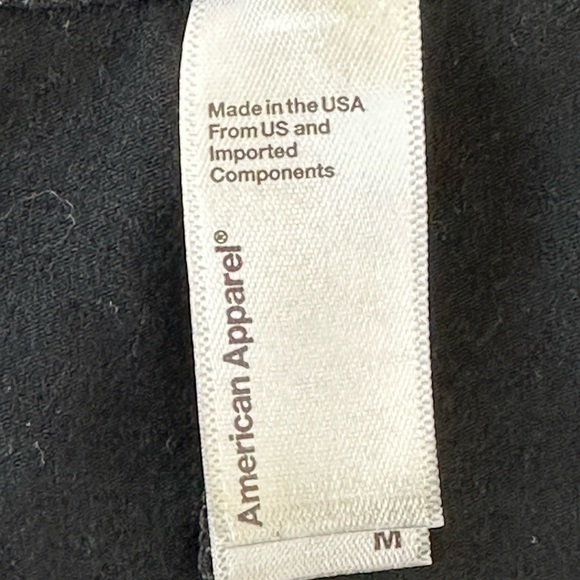 Made in the USA
From US and
Imported
Components
American Apparel®
M